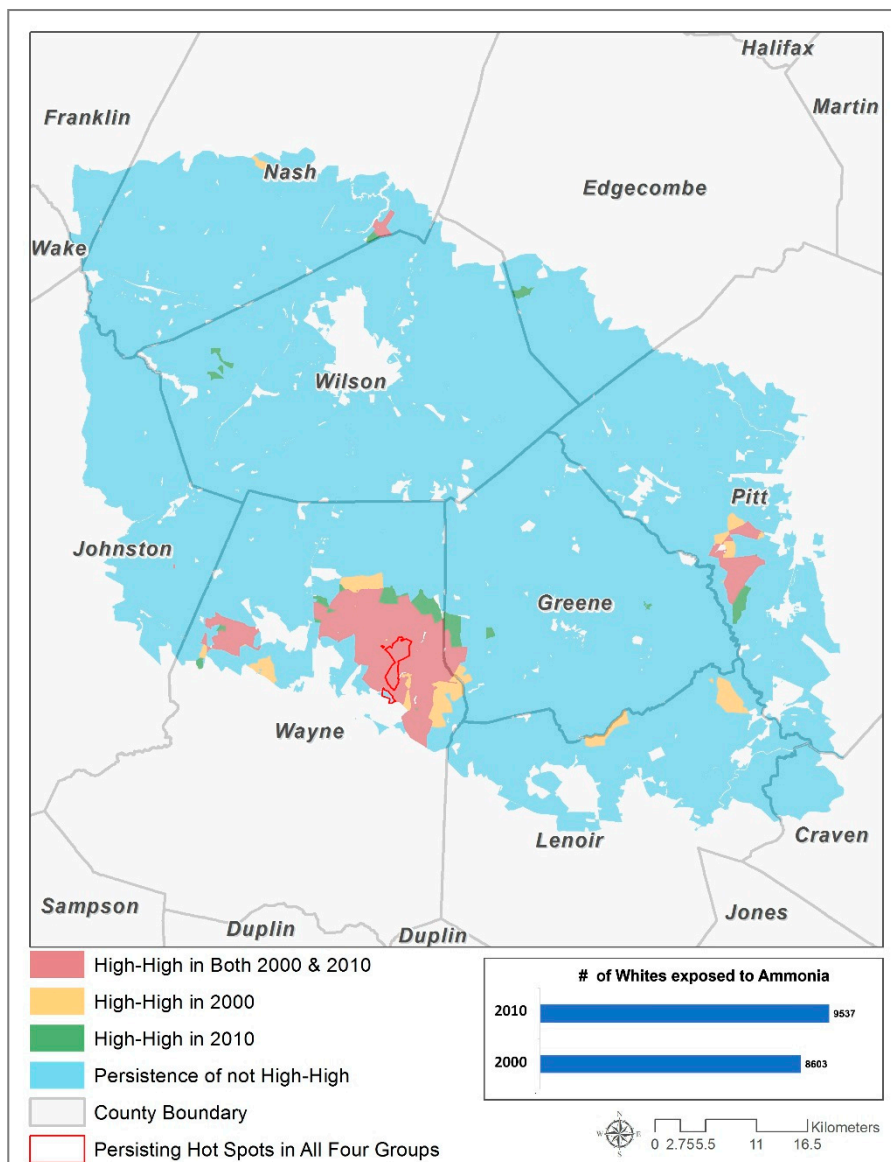 Halifax
Franklin
Martin
Nash
Edgecombe
Wake
Wilson
Pitt
Johnston
Greene
Wayne
Lenoir
Craven
Sampson
Jones
Duplin
Duplin
High-High in Both 2000 & 2010
High-High in 2000
High-High in 2010
Persistence of not High-High
County Boundary
Persisting Hot Spots in All Four Groups
# of Whites exposed to Ammonia
2010
9537
2000
8603
N
W E
S
Kilometers
0 2.755.5 11 16.5